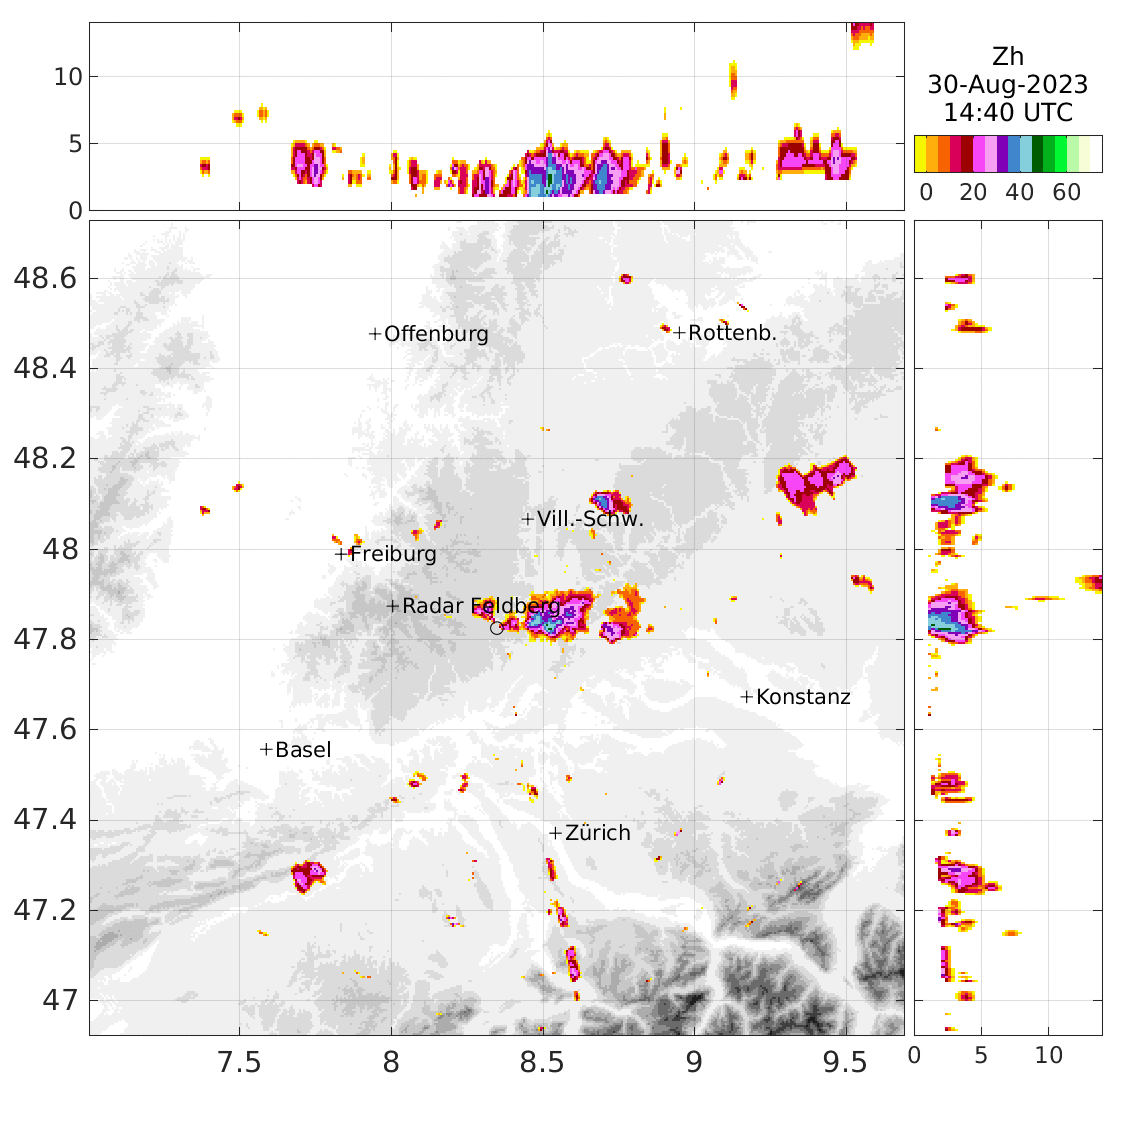 10
5
0
Zh
30-Aug-2023
14:40 UTC
0 20 40 60
48.6
48.4
48.2
48
47.8
47.6
47.4
47.2
47
Offenburg
Rottenb.
Vill.-Schw.
Freiburg
Radar Feldberg
Konstanz
Basel
Zürich
7.5 8 8.5 9 9.5
0 5 10